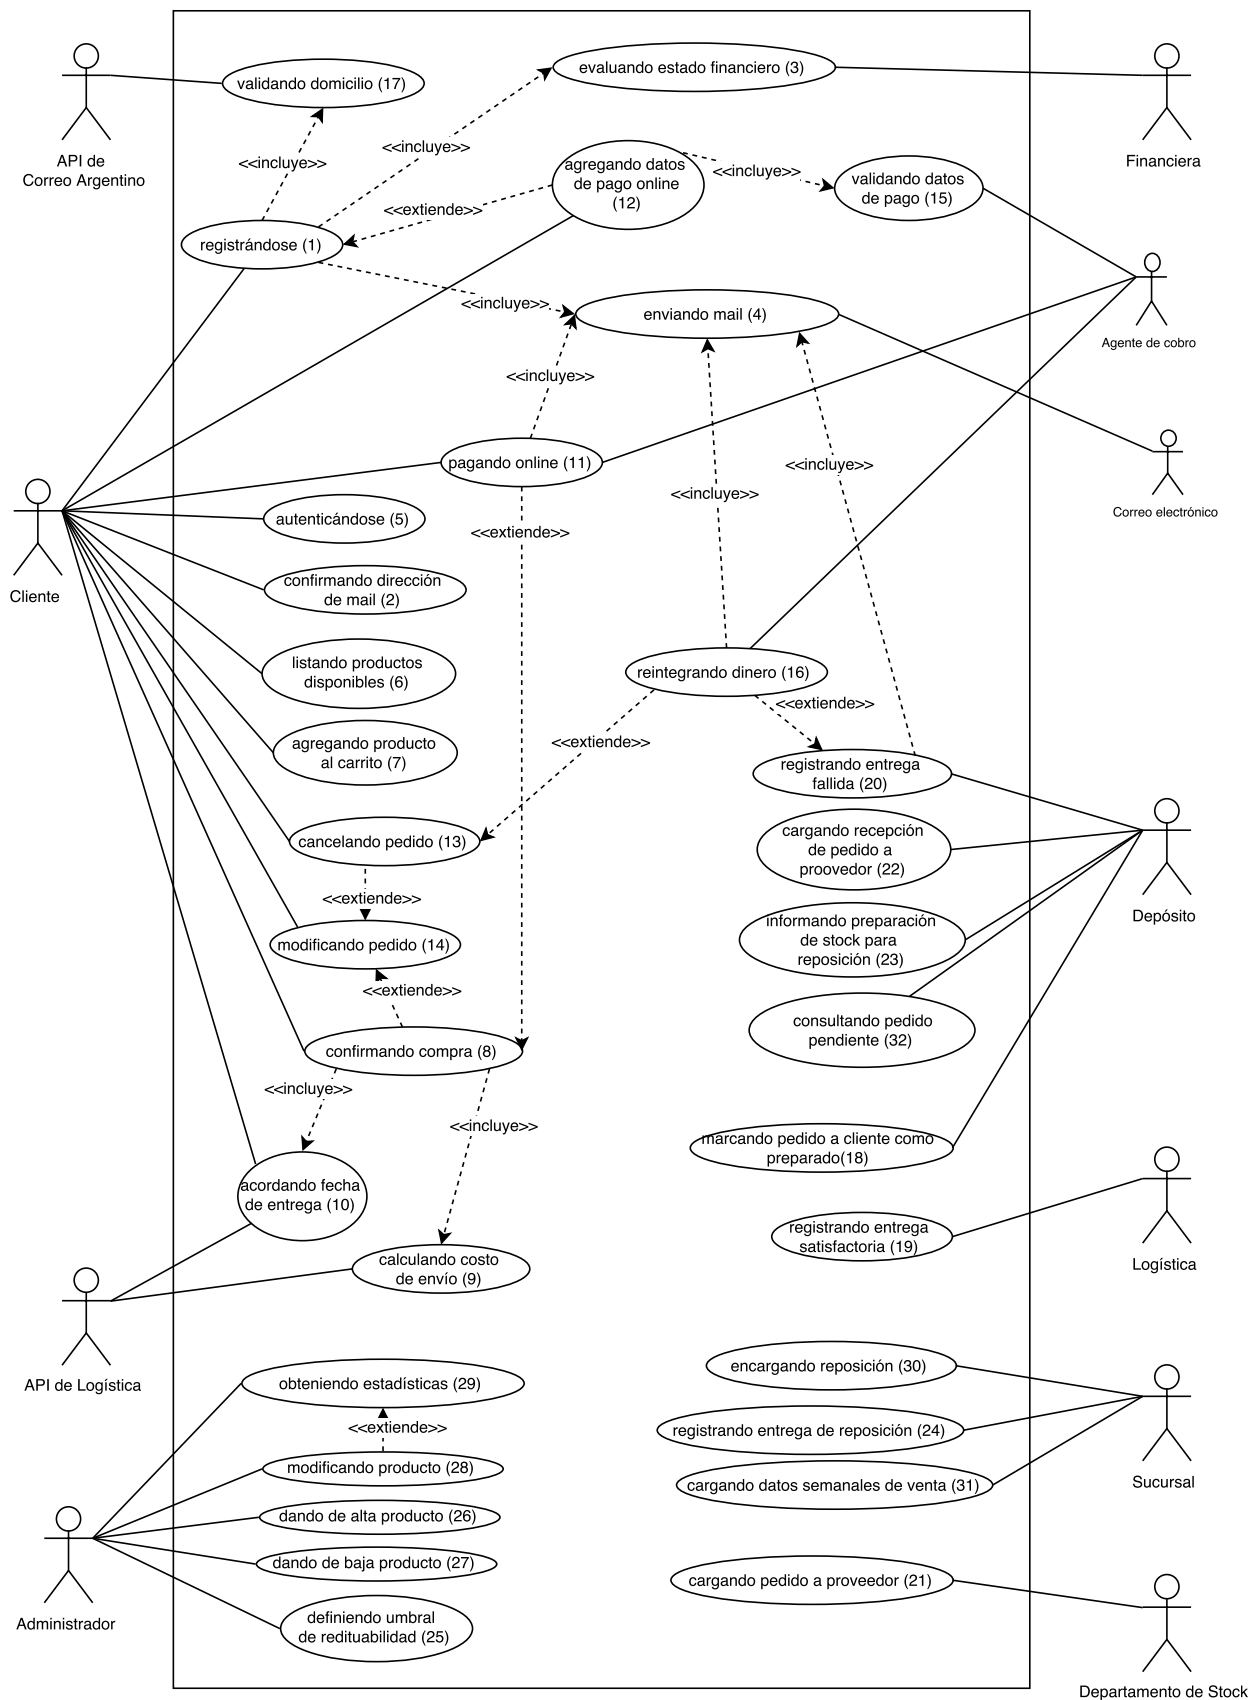 validando domicilio (17)
evaluando estado financiero (3)
API de
Correo Argentino
Financiera
<<incluye>>
<<incluye>>
agregando datos
de pago online
(12)
<<incluye>>
validando datos
de pago (15)
<<extiende>>
registrándose (1)
<<incluye>>
enviando mail (4)
Agente de cobro
<<incluye>>
pagando online (11)
<<incluye>>
<<incluye>>
Correo electrónico
autenticándose (5)
<<extiende>>
Cliente
confirmando dirección
de mail (2)
listando productos
disponibles (6)
reintegrando dinero (16)
<<extiende>>
<<extiende>>
agregando producto
al carrito (7)
registrando entrega
fallida (20)
cancelando pedido (13)
cargando recepción
de pedido a
proovedor (22)
<<extiende>>
Depósito
modificando pedido (14)
informando preparación
de stock para
reposición (23)
<<extiende>>
consultando pedido
pendiente (32)
confirmando compra (8)
<<incluye>>
<<incluye>>
marcando pedido a cliente como
preparado(18)
acordando fecha
de entrega (10)
registrando entrega
satisfactoria (19)
Logística
calculando costo
de envío (9)
API de Logística
obteniendo estadísticas (29)
encargando reposición (30)
<<extiende>>
registrando entrega de reposición (24)
modificando producto (28)
cargando datos semanales de venta (31)
Sucursal
dando de alta producto (26)
dando de baja producto (27)
cargando pedido a proveedor (21)
Administrador
definiendo umbral
de redituabilidad (25)
Departamento de Stock